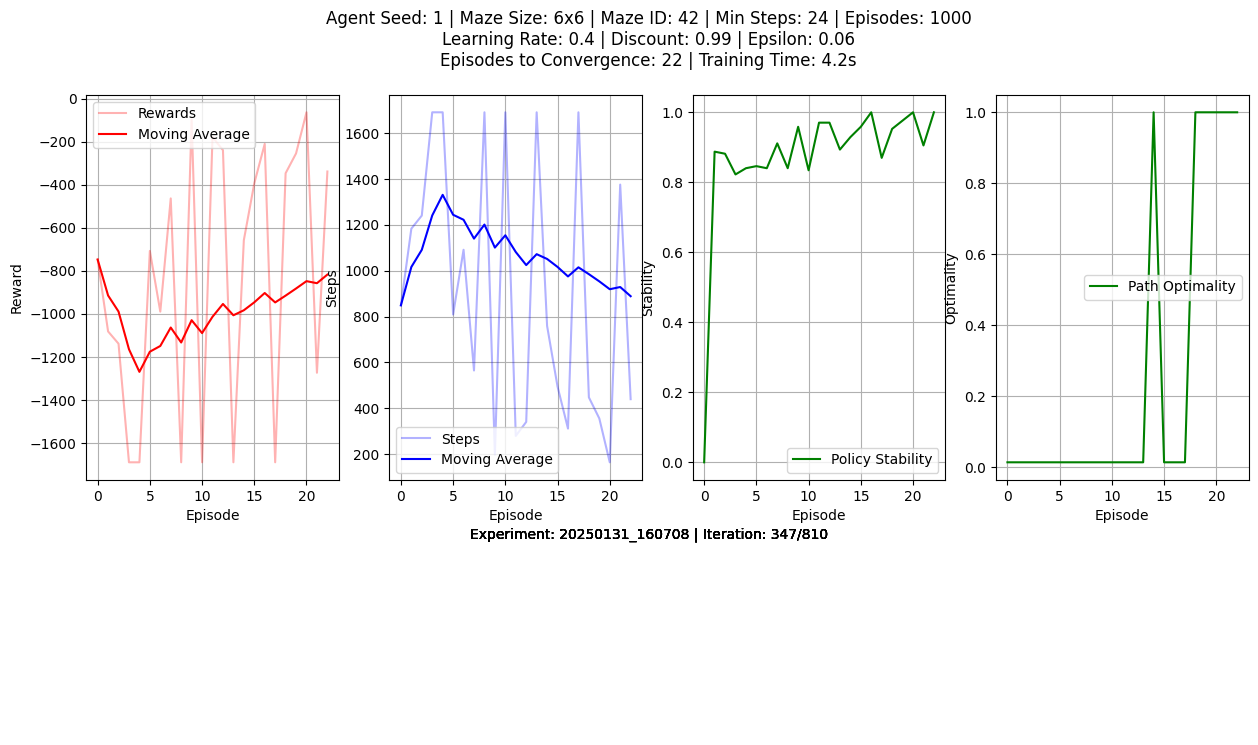 Agent Seed: 1 | Maze Size: 6x6 | Maze ID: 42 | Min Steps: 24 | Episodes: 1000
Learning Rate: 0.4 | Discount: 0.99 | Epsilon: 0.06
Episodes to Convergence: 22 | Training Time: 4.2s
Reward
0
−200
−400
−600
−800
−1000
−1200
−1400
−1600
Rewards
Moving Average
0 5 10 15 20
Episode
Steps
1600
1400
1200
1000
800
600
400
200
Steps
Moving Average
0 5 10 15 20
Episode
Stability
1.0
0.8
0.6
0.4
0.2
0.0
Policy Stability
0 5 10 15 20
Episode
Optimality
1.0
0.8
0.6
0.4
0.2
0.0
Path Optimality
0 5 10 15 20
Episode
Experiment: 20250131_160708 | Iteration: 347/810